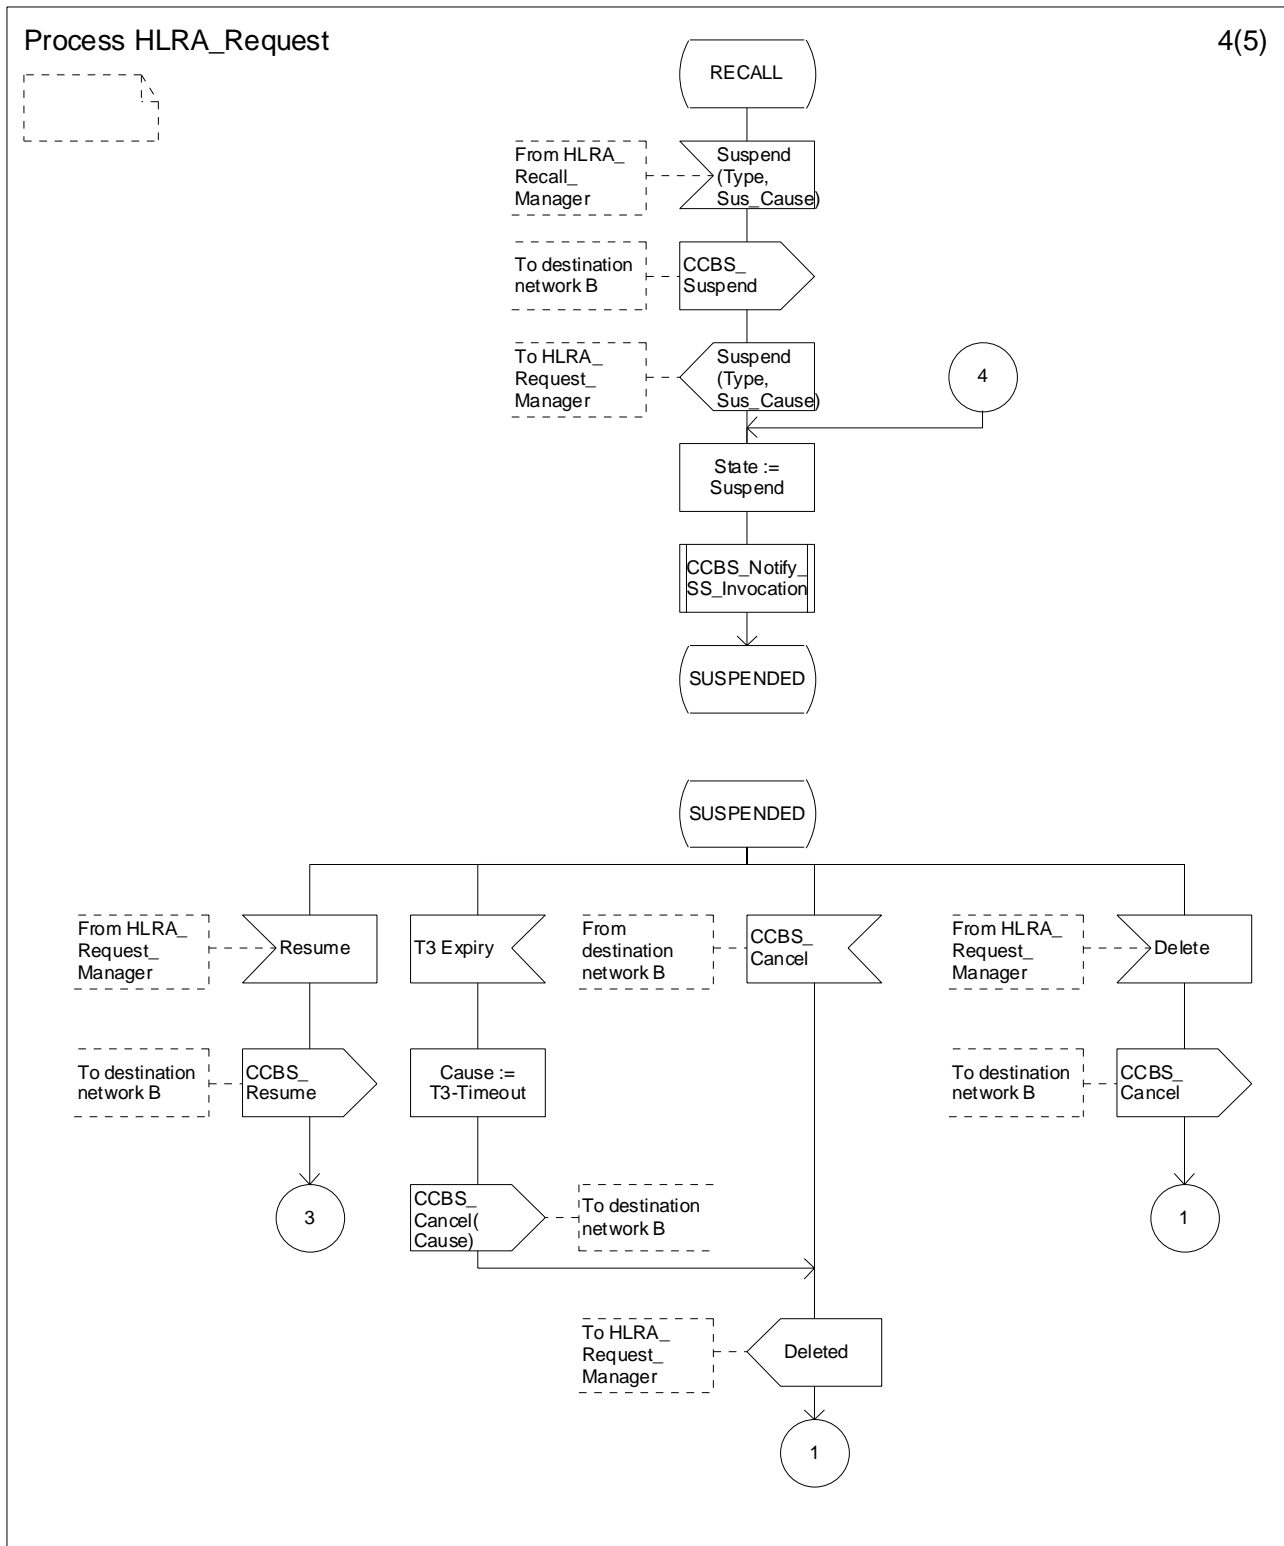 Process HLRA_Request
4(5)
RECALL
From HLRA_
Recall_
Manager
Suspend
(Type,
Sus_Cause)
To destination
network B
CCBS_
Suspend
To HLRA_
Request_
Manager
Suspend
(Type,
Sus_Cause)
4
State :=
Suspend
CCBS_Notify_
SS_Invocation
SUSPENDED
SUSPENDED
From HLRA_
Request_
Manager
Resume
T3 Expiry
From
destination
network B
CCBS_
Cancel
From HLRA_
Request_
Manager
Delete
To destination
network B
CCBS_
Resume
Cause :=
T3-Timeout
To destination
network B
CCBS_
Cancel
3
CCBS_
Cancel(
Cause)
To destination
network B
1
To HLRA_
Request_
Manager
Deleted
1